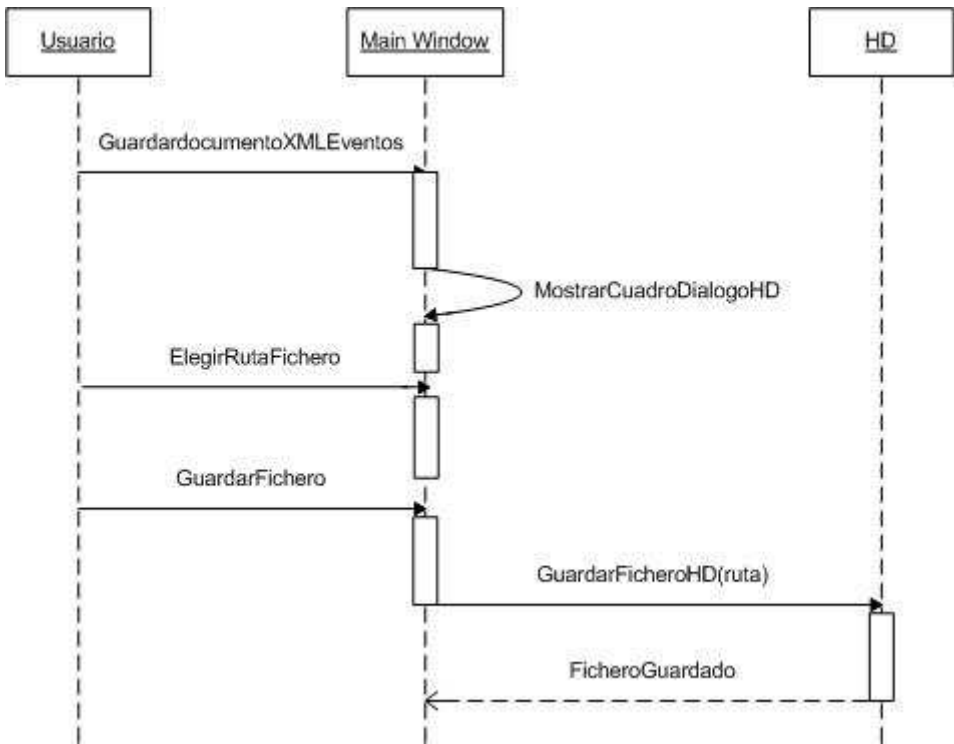 Usuario
Main Window
HD
GuardardocumentoXMLEventos
MostrarCuadroDialogoHD
ElegirRutaFichero
GuardarFichero
GuardarFicheroHD(ruta)
FicheroGuardado